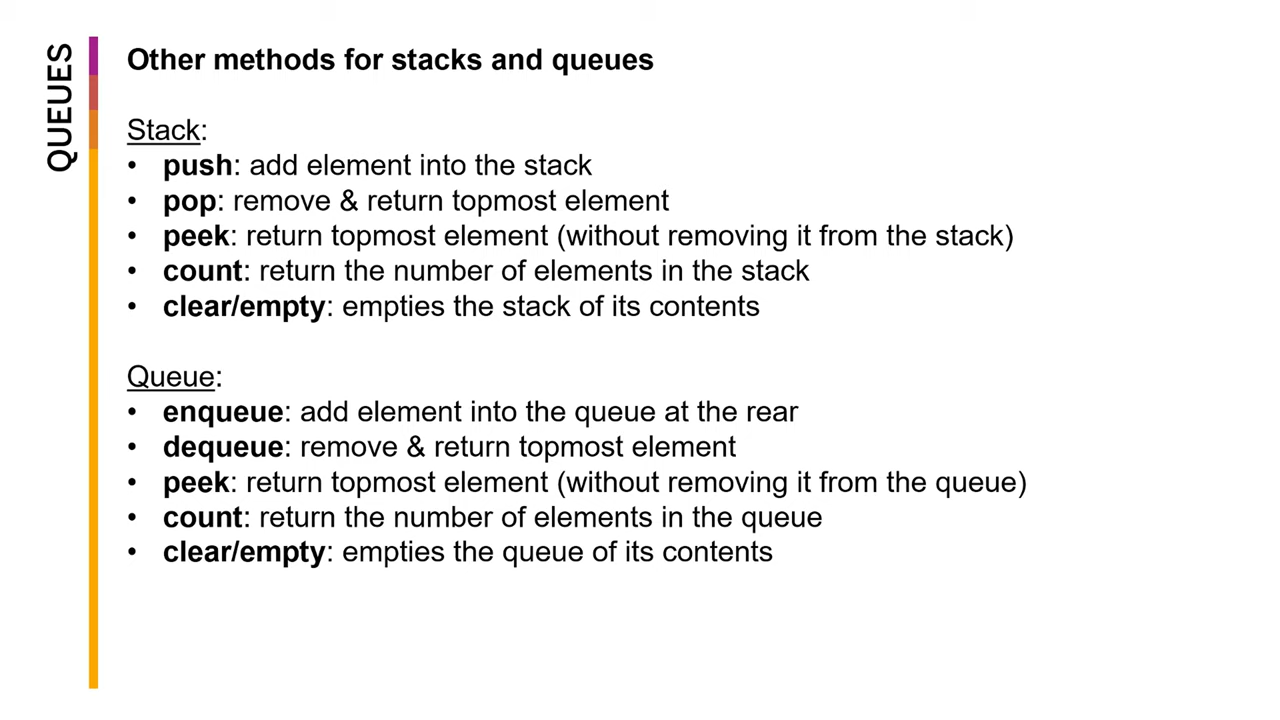 QUEUES
Other methods for stacks and queues
Stack:
• push: add element into the stack
• pop: remove & return topmost element
• peek: return topmost element (without removing it from the stack)
• count: return the number of elements in the stack
• clear/empty: empties the stack of its contents
Queue:
• enqueue: add element into the queue at the rear
• dequeue: remove & return topmost element
• peek: return topmost element (without removing it from the queue)
• count: return the number of elements in the queue
• clear/empty: empties the queue of its contents